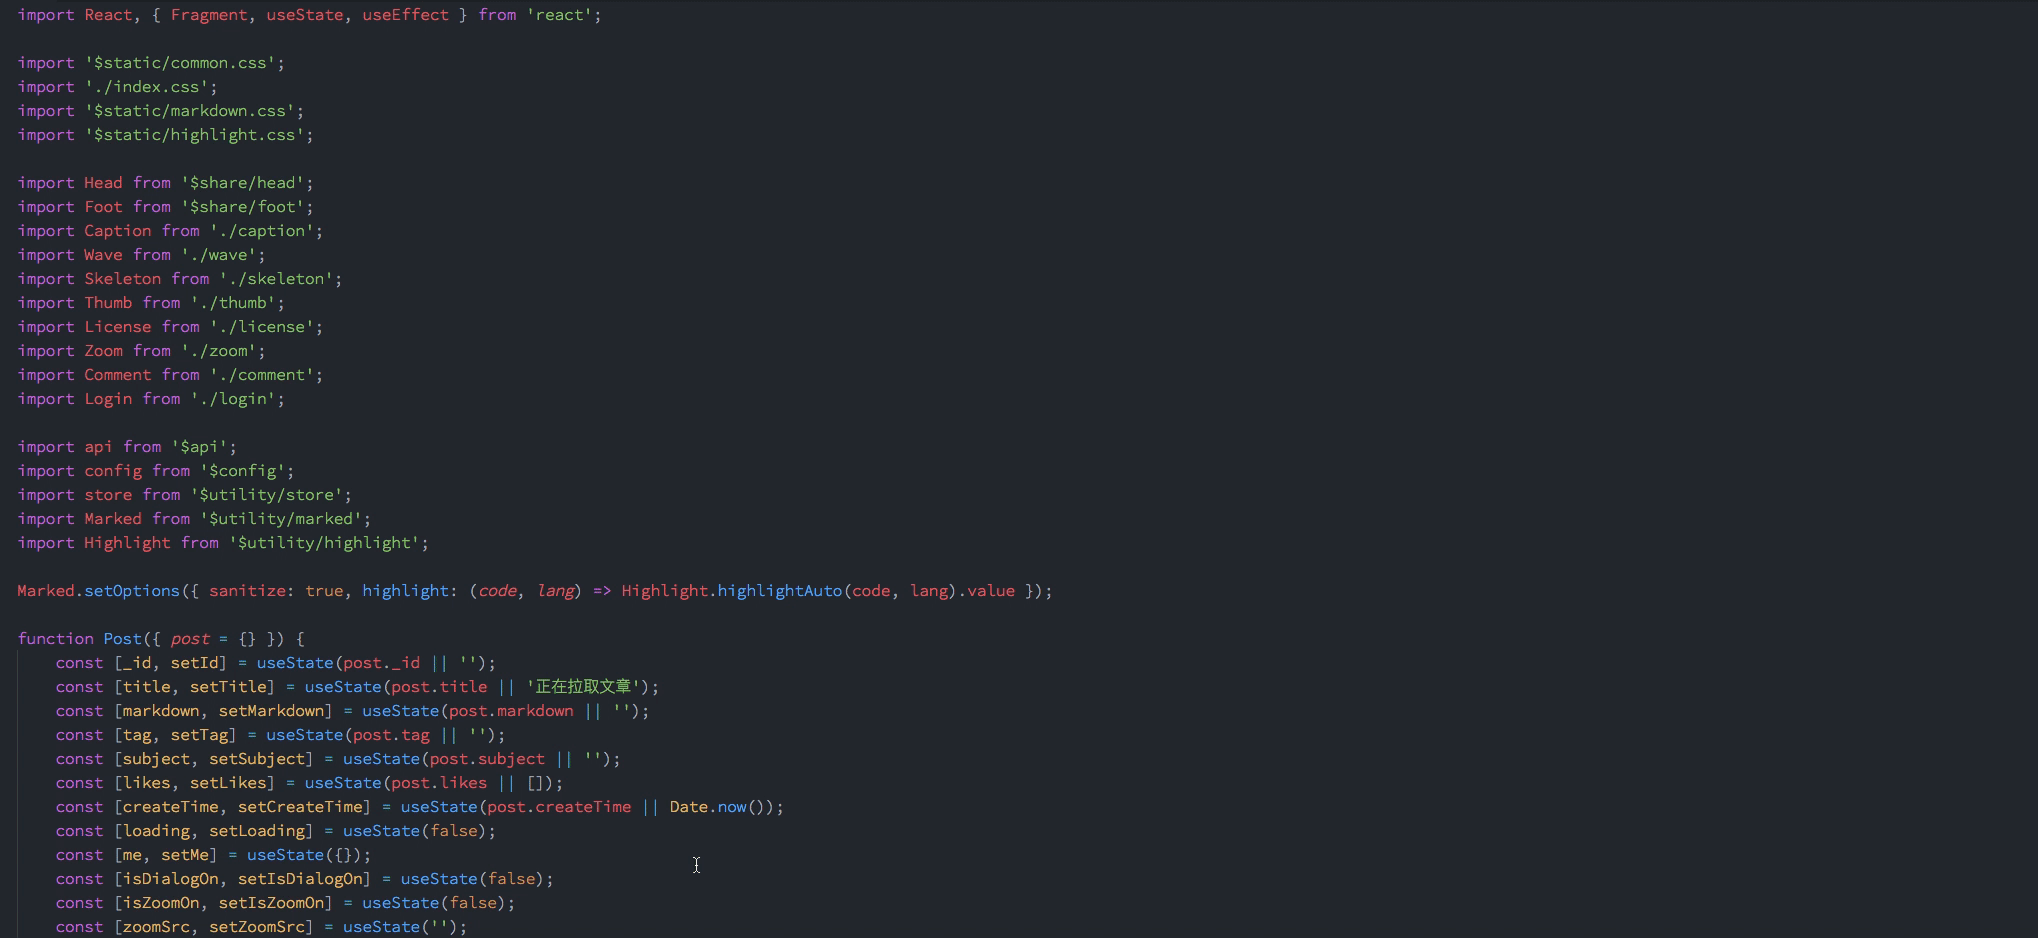 import React, { Fragment, useState, useEffect } from 'react';
import '$static/common.css';
import './index.css';
import '$static/markdown.css';
import '$static/highlight.css';
import Head from '$share/head';
import Foot from '$share/foot';
import Caption from './caption';
import Wave from './wave';
import Skeleton from './skeleton';
import Thumb from './thumb';
import License from './license';
import Zoom from './zoom';
import Comment from './comment';
import Login from './login';
import api from '$api';
import config from '$config';
import store from '$utility/store';
import Marked from '$utility/marked';
import Highlight from '$utility/highlight';
Marked.setOptions({ sanitize: true, highlight: (code, lang) => Highlight.highlightAuto(code, lang).value });
function Post({ post = {} }) {
    const [_id, setId] = useState(post._id || '');
    const [title, setTitle] = useState(post.title || '正在拉取文章');
    const [markdown, setMarkdown] = useState(post.markdown || '');
    const [tag, setTag] = useState(post.tag || '');
    const [subject, setSubject] = useState(post.subject || '');
    const [likes, setLikes] = useState(post.likes || []);
    const [createTime, setCreateTime] = useState(post.createTime || Date.now());
    const [loading, setLoading] = useState(false);
    const [me, setMe] = useState({});
    const [isDialogOn, setIsDialogOn] = useState(false);
    const [isZoomOn, setIsZoomOn] = useState(false);
    const [zoomSrc, setZoomSrc] = useState('');